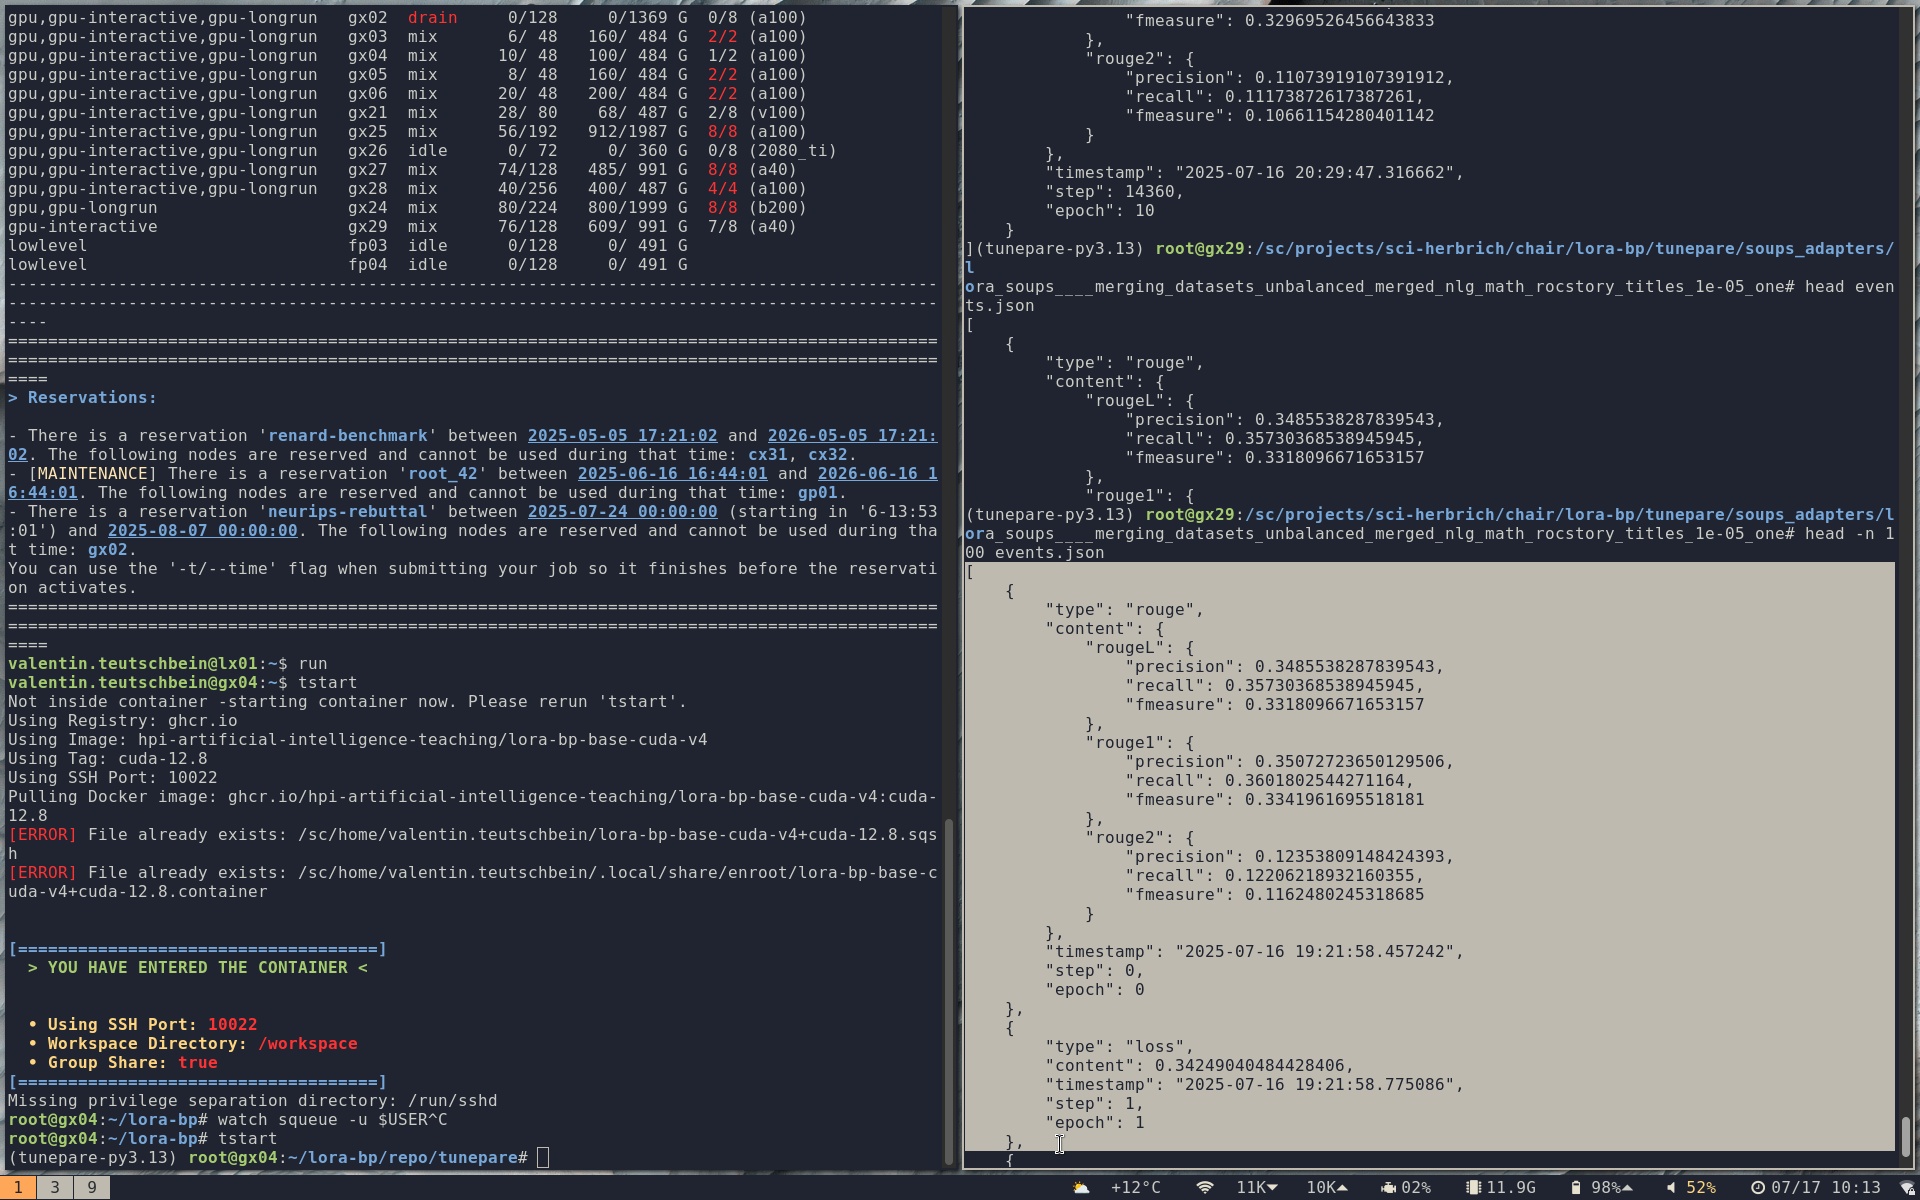 gpu,gpu-interactive,gpu-longrun   gx02  drain     0/128     0/1369 G  0/8 (a100)
gpu,gpu-interactive,gpu-longrun   gx03  mix       6/ 48   160/ 484 G  2/2 (a100)
gpu,gpu-interactive,gpu-longrun   gx04  mix      10/ 48   100/ 484 G  1/2 (a100)
gpu,gpu-interactive,gpu-longrun   gx05  mix       8/ 48   160/ 484 G  2/2 (a100)
gpu,gpu-interactive,gpu-longrun   gx06  mix      20/ 48   200/ 484 G  2/2 (a100)
gpu,gpu-interactive,gpu-longrun   gx21  mix      28/ 80    68/ 487 G  2/8 (v100)
gpu,gpu-interactive,gpu-longrun   gx25  mix      56/192   912/1987 G  8/8 (a100)
gpu,gpu-interactive,gpu-longrun   gx26  idle      0/ 72     0/ 360 G  0/8 (2080_ti)
gpu,gpu-interactive,gpu-longrun   gx27  mix      74/128   485/ 991 G  8/8 (a40)
gpu,gpu-interactive,gpu-longrun   gx28  mix      40/256   400/ 487 G  4/4 (a100)
gpu,gpu-longrun                   gx24  mix      80/224   800/1999 G  8/8 (b200)
gpu-interactive                   gx29  mix      76/128   609/ 991 G  7/8 (a40)
lowlevel                          fp03  idle      0/128     0/ 491 G
lowlevel                          fp04  idle      0/128     0/ 491 G
---------------------------------------------------------------------------------------------
---------------------------------------------------------------------------------------------
----
=============================================================================================
=============================================================================================
====
> Reservations:
- There is a reservation 'renard-benchmark' between 2025-05-05 17:21:02 and 2026-05-05 17:21:
02. The following nodes are reserved and cannot be used during that time: cx31, cx32.
- [MAINTENANCE] There is a reservation 'root_42' between 2025-06-16 16:44:01 and 2026-06-16 1
6:44:01. The following nodes are reserved and cannot be used during that time: gp01.
- There is a reservation 'neurips-rebuttal' between 2025-07-24 00:00:00 (starting in '6-13:53
:01') and 2025-08-07 00:00:00. The following nodes are reserved and cannot be used during tha
t time: gx02.
You can use the '-t/--time' flag when submitting your job so it finishes before the reservati
on activates.
=============================================================================================
=============================================================================================
====
valentin.teutschbein@lx01:~$ run
valentin.teutschbein@gx04:~$ tstart
Not inside container -starting container now. Please rerun 'tstart'.
Using Registry: ghcr.io
Using Image: hpi-artificial-intelligence-teaching/lora-bp-base-cuda-v4
Using Tag: cuda-12.8
Using SSH Port: 10022
Pulling Docker image: ghcr.io/hpi-artificial-intelligence-teaching/lora-bp-base-cuda-v4:cuda-
12.8
[ERROR] File already exists: /sc/home/valentin.teutschbein/lora-bp-base-cuda-v4+cuda-12.8.sqs
h
[ERROR] File already exists: /sc/home/valentin.teutschbein/.local/share/enroot/lora-bp-base-c
uda-v4+cuda-12.8.container
[====================================]
> YOU HAVE ENTERED THE CONTAINER <
• Using SSH Port: 10022
• Workspace Directory: /workspace
• Group Share: true
[====================================]
Missing privilege separation directory: /run/sshd
root@gx04:~/lora-bp# watch squeue -u $USER^C
root@gx04:~/lora-bp# tstart
(tunepare-py3.13) root@gx04:~/lora-bp/repo/tunepare#
"fmeasure": 0.32969526456643833
},
"rouge2": {
"precision": 0.11073919107391912,
"recall": 0.11173872617387261,
"fmeasure": 0.10661154280401142
}
},
"timestamp": "2025-07-16 20:29:47.316662",
"step": 14360,
"epoch": 10
}
](tunepare-py3.13) root@gx29:/sc/projects/sci-herbrich/chair/lora-bp/tunepare/soups_adapters/
l
ora_soups____merging_datasets_unbalanced_merged_nlg_math_rocstory_titles_1e-05_one# head even
ts.json
[
{
"type": "rouge",
"content": {
"rougeL": {
"precision": 0.3485538287839543,
"recall": 0.35730368538945945,
"fmeasure": 0.3318096671653157
},
"rouge1": {
(tunepare-py3.13) root@gx29:/sc/projects/sci-herbrich/chair/lora-bp/tunepare/soups_adapters/l
ora_soups____merging_datasets_unbalanced_merged_nlg_math_rocstory_titles_1e-05_one# head -n 1
00 events.json
[
{
"type": "rouge",
"content": {
"rougeL": {
"precision": 0.3485538287839543,
"recall": 0.35730368538945945,
"fmeasure": 0.3318096671653157
},
"rouge1": {
"precision": 0.35072723650129506,
"recall": 0.3601802544271164,
"fmeasure": 0.3341961695518181
},
"rouge2": {
"precision": 0.12353809148424393,
"recall": 0.12206218932160355,
"fmeasure": 0.1162480245318685
}
},
"timestamp": "2025-07-16 19:21:58.457242",
"step": 0,
"epoch": 0
},
{
"type": "loss",
"content": 0.34249040484428406,
"timestamp": "2025-07-16 19:21:58.775086",
"step": 1,
"epoch": 1
},
{
1 3 9 +12°C 11K 10K 02% 11.9G 98% 52% 07/17 10:13